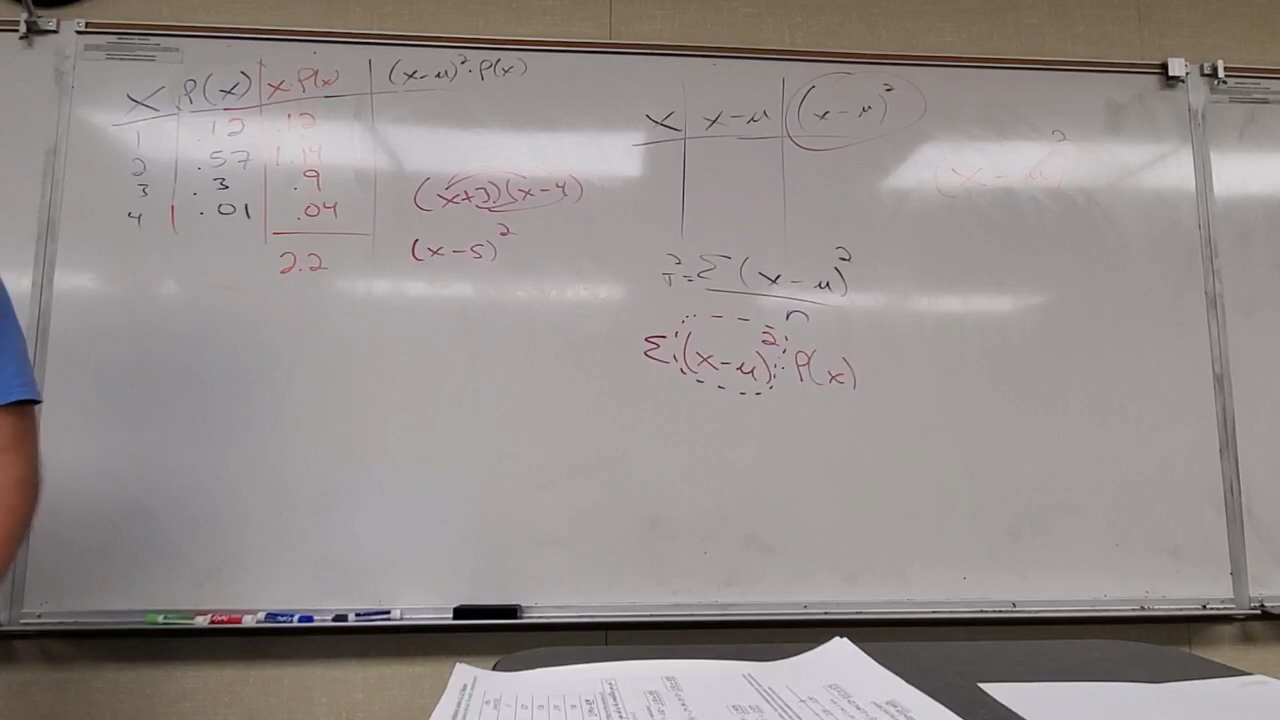 x P(x) x·P(x) (x-μ)²·P(x)
1 .12 .12
2 .57 1.14
3 .3 .9
4 .01 .04
2.2
(x+3)(x-4)
(x-5)²
x x-μ (x-μ)²
(x-μ)²
σ²=Σ(x-μ)²
n
Σ(x-μ)²·P(x)